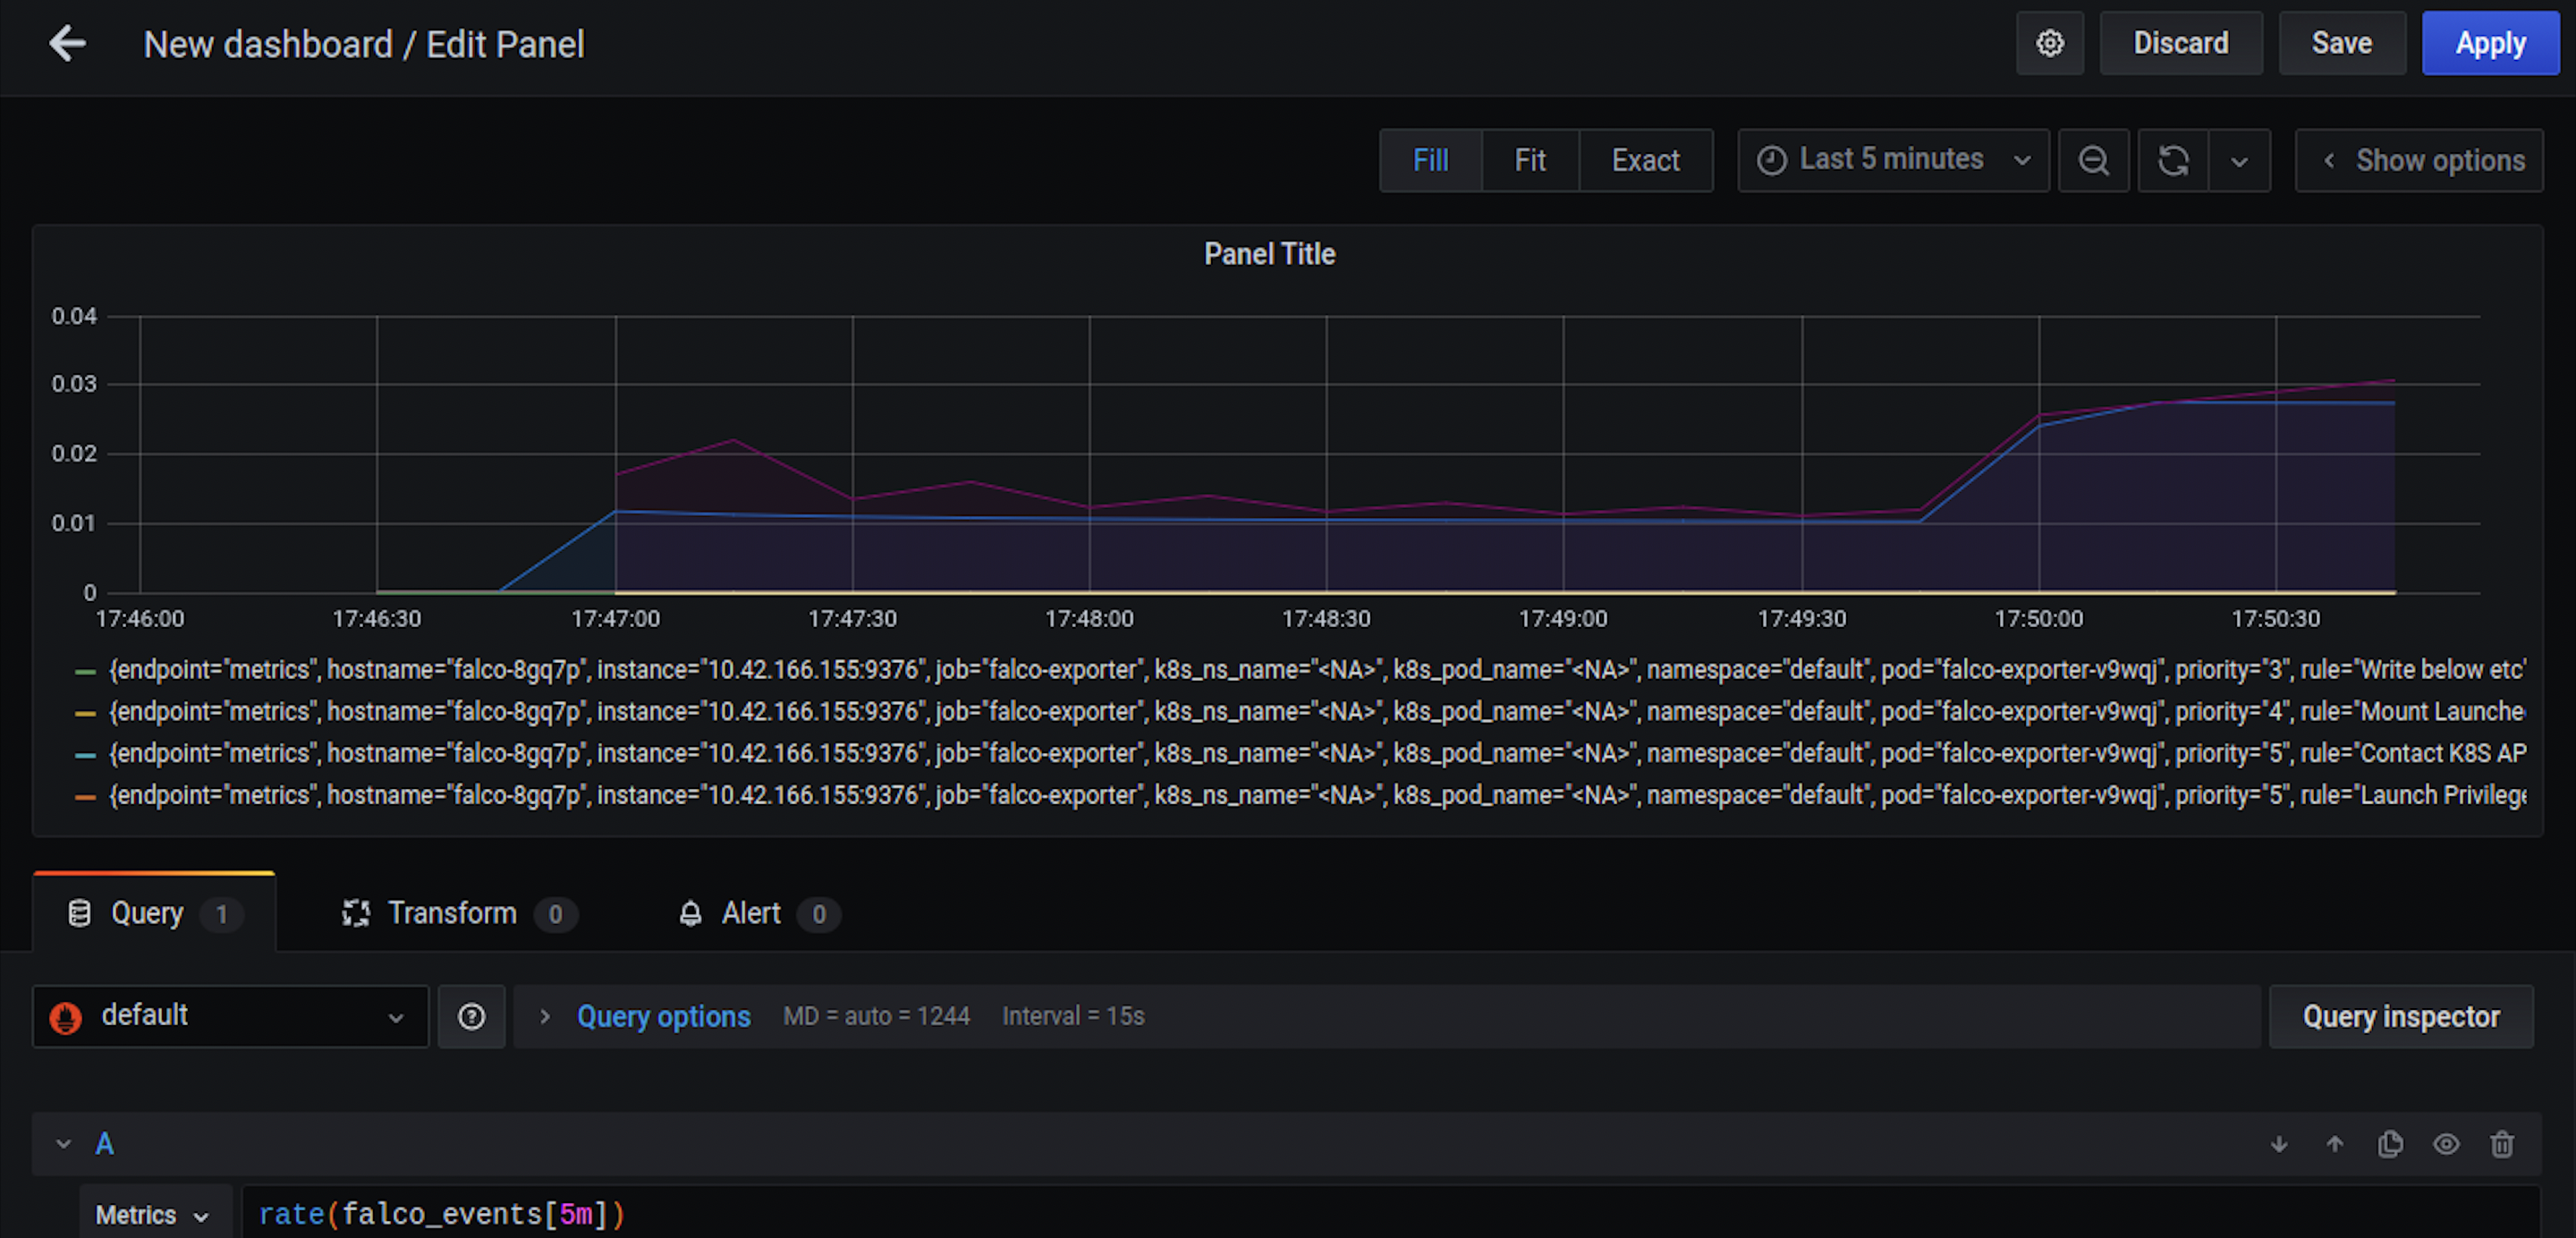 New dashboard / Edit Panel
Discard
Save
Apply
Fill
Fit
Exact
Last 5 minutes
Show options
Panel Title
0.04
0.03
0.02
0.01
0
17:46:00 17:46:30 17:47:00 17:47:30 17:48:00 17:48:30 17:49:00 17:49:30 17:50:00 17:50:30
{endpoint="metrics", hostname="falco-8gq7p", instance="10.42.166.155:9376", job="falco-exporter", k8s_ns_name="<NA>", k8s_pod_name="<NA>", namespace="default", pod="falco-exporter-v9wqj", priority="3", rule="Write below etc"
{endpoint="metrics", hostname="falco-8gq7p", instance="10.42.166.155:9376", job="falco-exporter", k8s_ns_name="<NA>", k8s_pod_name="<NA>", namespace="default", pod="falco-exporter-v9wqj", priority="4", rule="Mount Launche
{endpoint="metrics", hostname="falco-8gq7p", instance="10.42.166.155:9376", job="falco-exporter", k8s_ns_name="<NA>", k8s_pod_name="<NA>", namespace="default", pod="falco-exporter-v9wqj", priority="5", rule="Contact K8S AP
{endpoint="metrics", hostname="falco-8gq7p", instance="10.42.166.155:9376", job="falco-exporter", k8s_ns_name="<NA>", k8s_pod_name="<NA>", namespace="default", pod="falco-exporter-v9wqj", priority="5", rule="Launch Privilege
Query 1
Transform 0
Alert 0
default
Query options MD = auto = 1244 Interval = 15s
Query inspector
A
Metrics
rate(falco_events[5m])